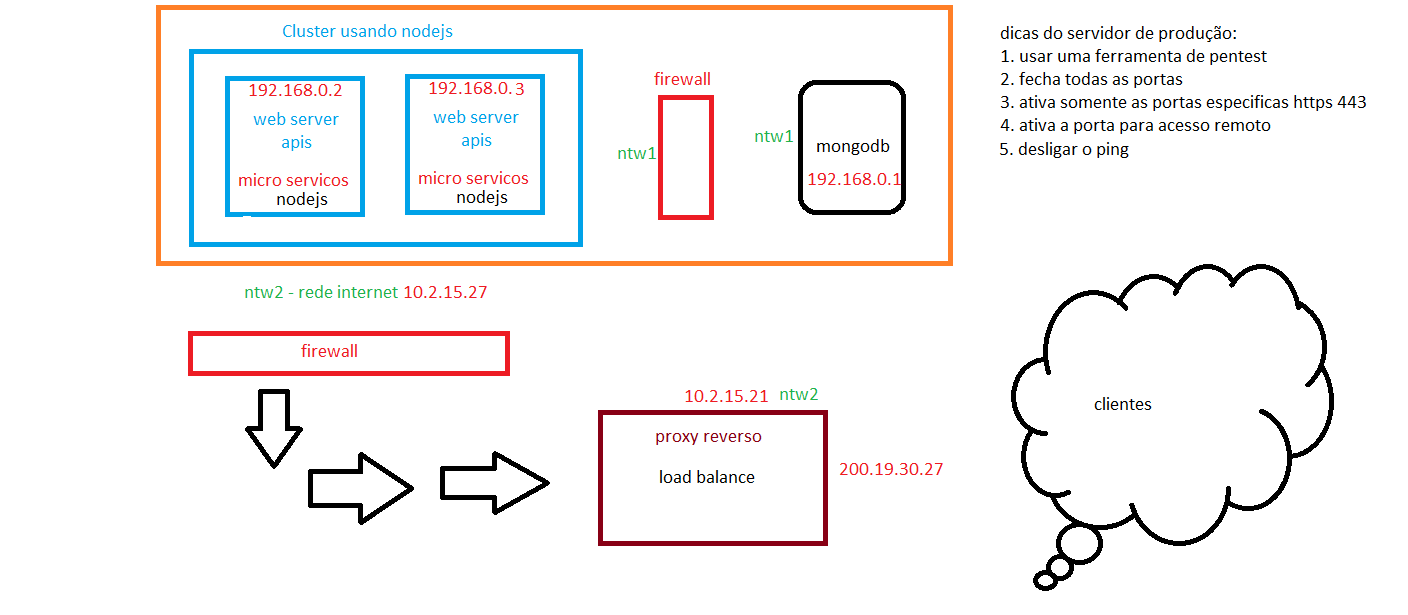 Cluster usando nodejs
192.168.0.2
web server
apis
micro servicos
nodejs
192.168.0.3
web server
apis
micro servicos
nodejs
firewall
ntw1
ntw1
mongodb
192.168.0.1
dicas do servidor de produção:
1. usar uma ferramenta de pentest
2. fecha todas as portas
3. ativa somente as portas especificas https 443
4. ativa a porta para acesso remoto
5. desligar o ping
ntw2 - rede internet 10.2.15.27
firewall
10.2.15.21 ntw2
proxy reverso
load balance
200.19.30.27
clientes